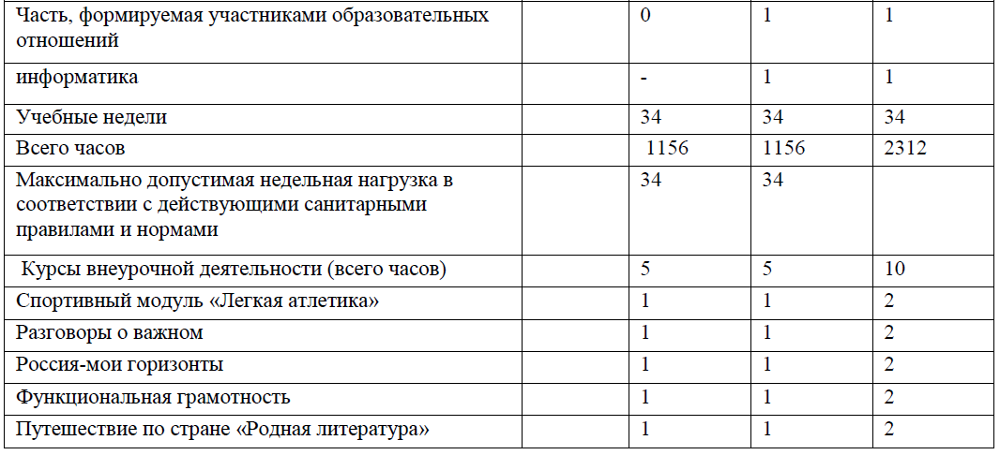 Часть, формируемая участниками образовательных 0 1 1
отношений
информатика - 1 1
Учебные недели 34 34 34
Всего часов 1156 1156 2312
Максимально допустимая недельная нагрузка в 34 34
соответствии с действующими санитарными
правилами и нормами
Курсы внеурочной деятельности (всего часов) 5 5 10
Спортивный модуль «Легкая атлетика» 1 1 2
Разговоры о важном 1 1 2
Россия-мои горизонты 1 1 2
Функциональная грамотность 1 1 2
Путешествие по стране «Родная литература» 1 1 2